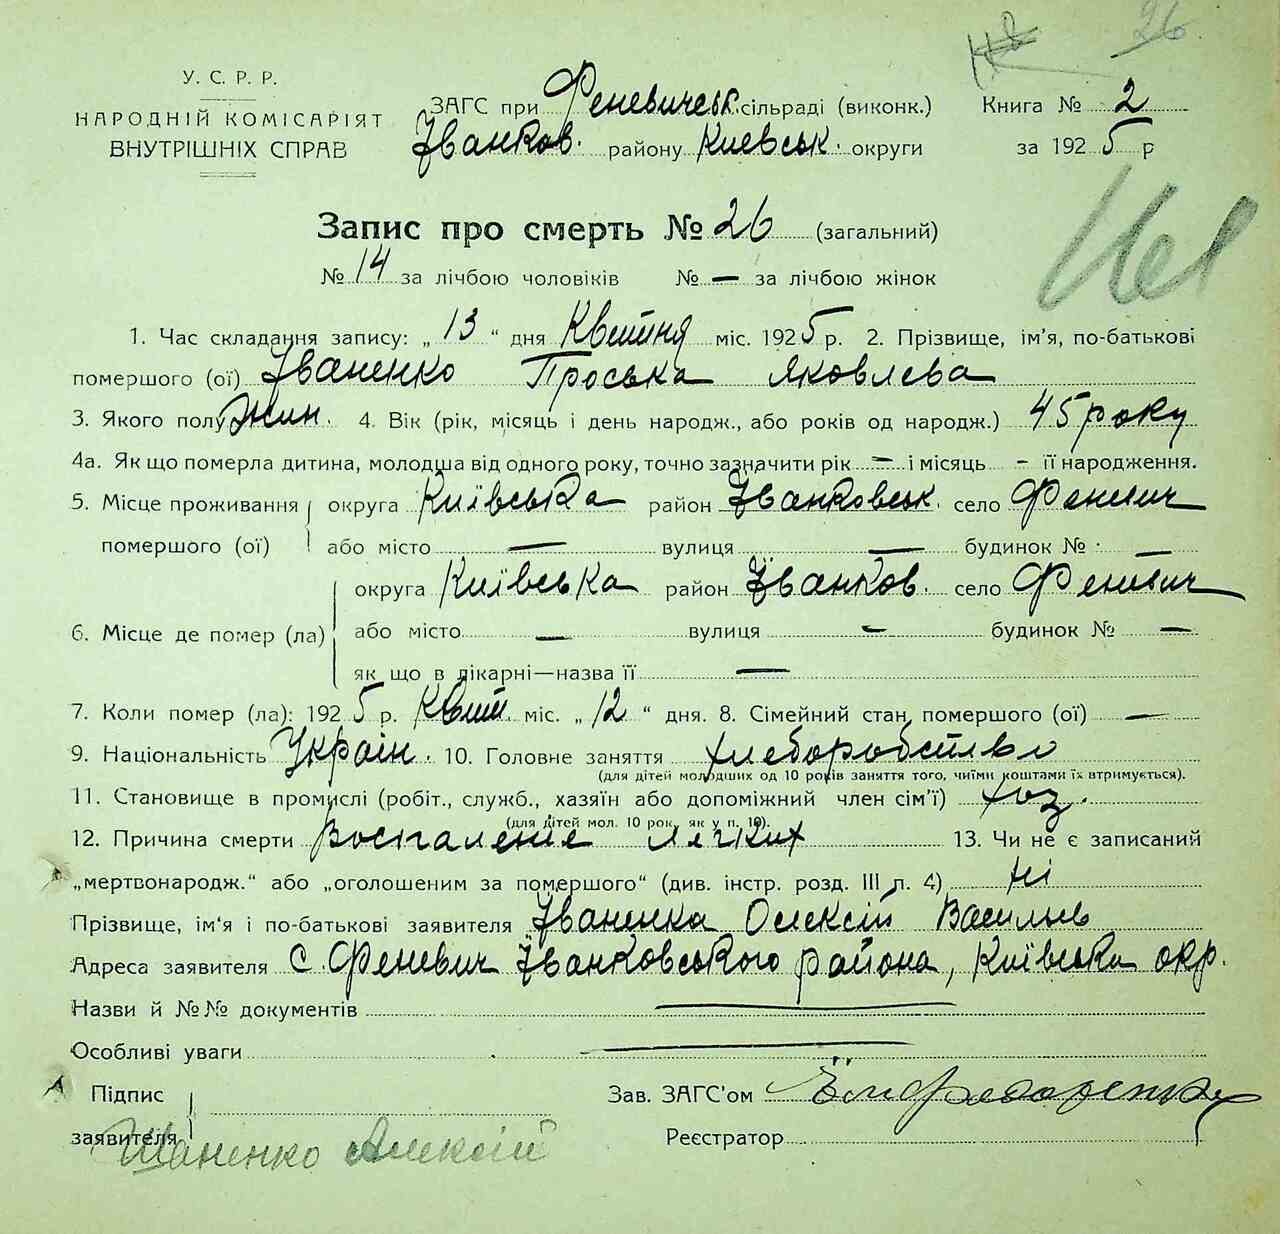 26
У. С. Р. Р.
НАРОДНІЙ КОМІСАРІЯТ
ВНУТРІШНІХ СПРАВ
ЗАГС при Феневичеськ. сільраді (виконк.)
Іванков. району Киевськ. округи
Книга № 2
за 1925 р
Запис про смерть № 26 (загальний)
№ 14 за лічбою чоловіків № — за лічбою жінок
1. Час складання запису: „13“ дня Квітня міс. 1925 р. 2. Прізвище, ім'я, по-батькові
помершого (ої) Іваненко Проська Яковлева
3. Якого полу жін. 4. Вік (рік, місяць і день народж., або років од народж.) 45 року
4а. Як що померла дитина, молодша від одного року, точно зазначити рік — і місяць - її народження.
5. Місце проживання помершого (ої) округа Київська район Іванковськ. село Феневич
або місто — вулиця — будинок № —
6. Місце де помер (ла) округа Київська район Іванков. село Феневич
або місто — вулиця — будинок № —
як що в лікарні—назва її —
7. Коли помер (ла): 1925 р. Квіт. міс. „12“ дня. 8. Сімейний стан помершого (ої) —
9. Національність Україн. 10. Головне заняття хлеборобство
(для дітей молодших од 10 років заняття того, чиїми коштами їх втримується).
11. Становище в промислі (робіт., служб., хазяїн або допоміжний член сім'ї) хоз.
(для дітей мол. 10 рок. як у п. 10).
12. Причина смерти Воспаление лягких 13. Чи не є записаний
„мертвонародж.“ або „оголошеним за помершого“ (див. інстр. розд. III п. 4) ні
Прізвище, ім'я і по-батькові заявителя Іваненка Олексій Васильв
Адреса заявителя с. Феневич Іванковського района, Київська окр.
Назви й №№ документів —
Особливі уваги —
Підпис заявителя Іваненко Алексій
Зав. ЗАГС'ом
Реєстратор